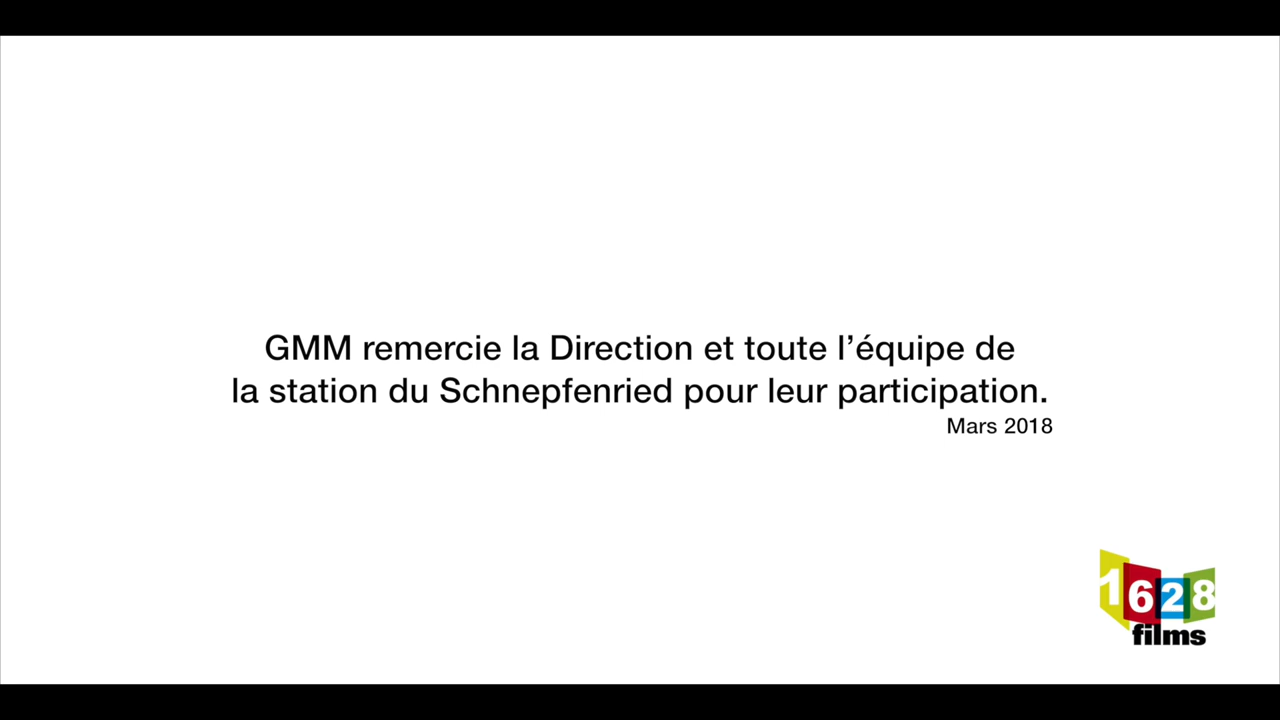 GMM remercie la Direction et toute l’équipe de
la station du Schnepfenried pour leur participation.
Mars 2018
1628
films